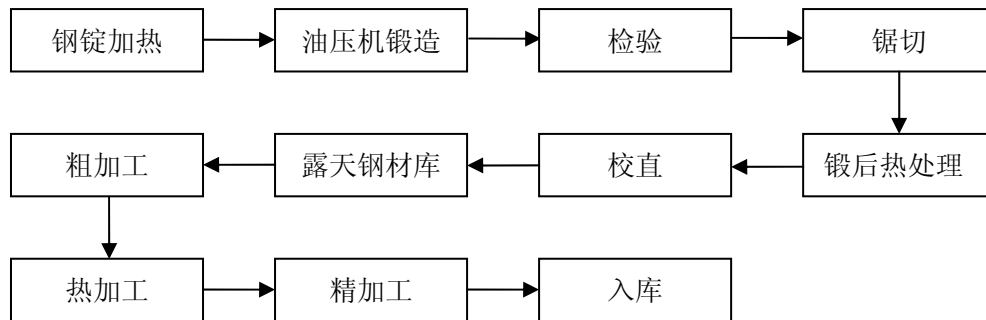 钢锭加热 油压机锻造 检验 锯切
粗加工 露天钢材库 校直 锻后热处理
热加工 精加工 入库